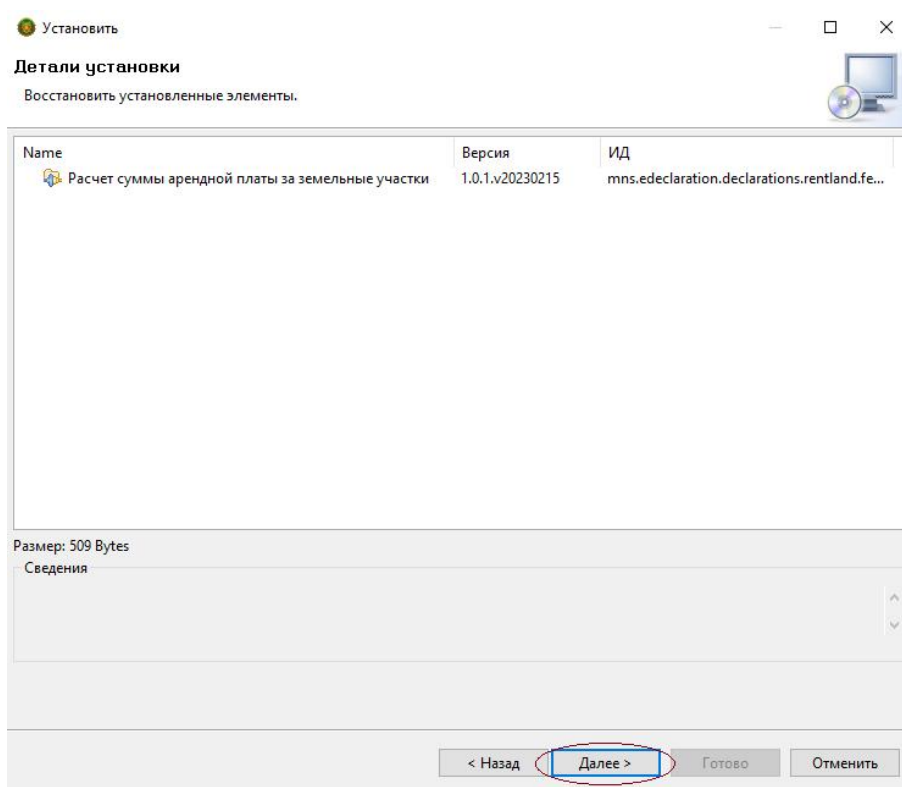 Установить
Детали установки
Восстановить установленные элементы.
Name Версия ИД
Расчет суммы арендной платы за земельные участки 1.0.1.v20230215 mns.edeclaration.declarations.rentland.fe...
Размер: 509 Bytes
Сведения
< Назад Далее > Готово Отменить